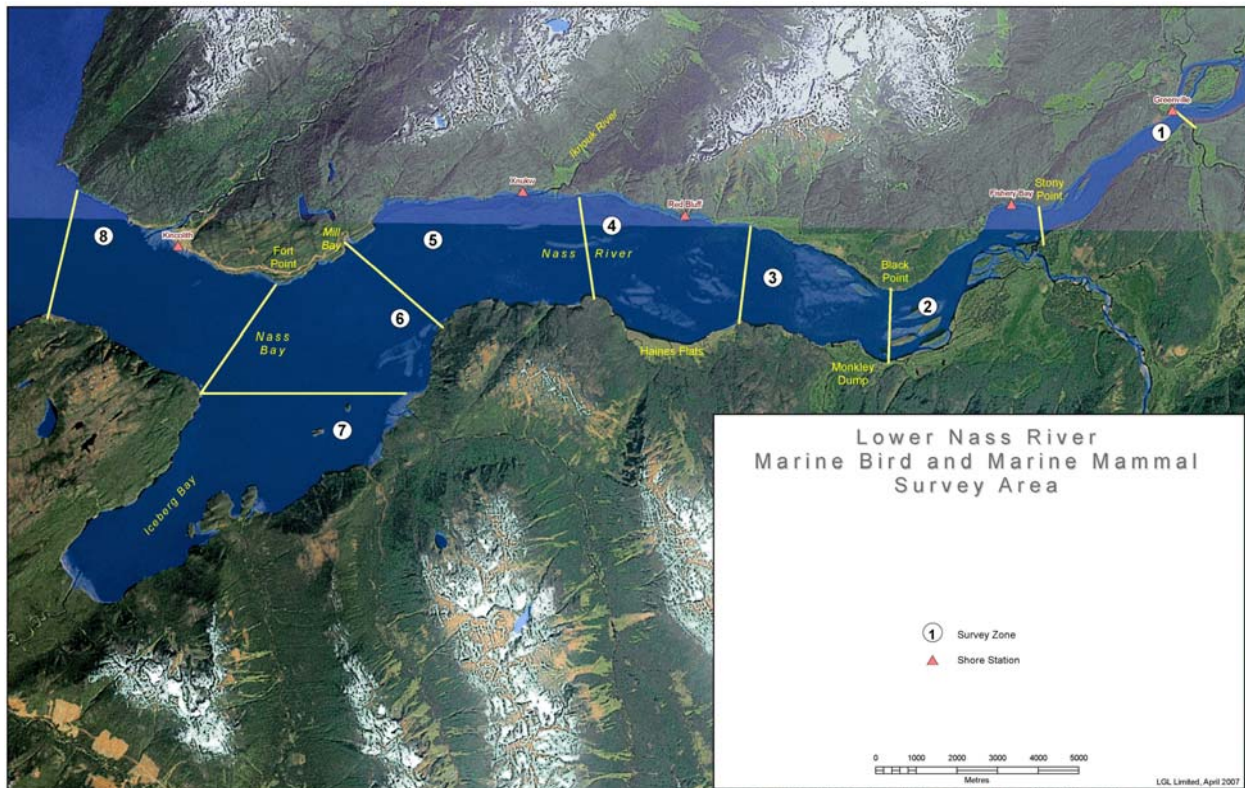 Greenville
1
Iknouk River
Xnukw
Fishery Bay
Stony
Point
Red Bluff
8
Kincolith
Mill
Bay
5
4
Fort
Point
Nass River
3
Black
Point
2
6
Nass
Bay
Haines Flats
Monkley
Dump
7
Iceberg Bay
Lower Nass River
Marine Bird and Marine Mammal
Survey Area
1 Survey Zone
Shore Station
0 1000 2000 3000 4000 5000
Metres
LGL Limited, April 2007